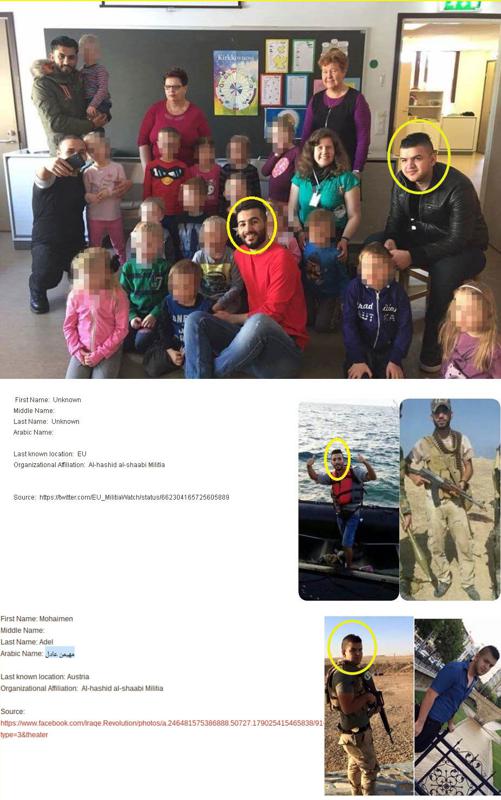 Kirkkovuosi
First Name: Unknown
Middle Name:
Last Name: Unknown
Arabic Name:
Last known location: EU
Organizational Affiliation: Al-hashid al-shaabi Militia
Source: https://twitter.com/EU_MilitiaWatch/status/662304165725605889
First Name: Mohaimen
Middle Name:
Last Name: Adel
Arabic Name: مهيمن عادل
Last known location: Austria
Organizational Affiliation: Al-hashid al-shaabi Militia
Source:
https://www.facebook.com/Iraqe.Revolution/photos/a.246481575386888.50727.179025415465838/91
type=3&theater